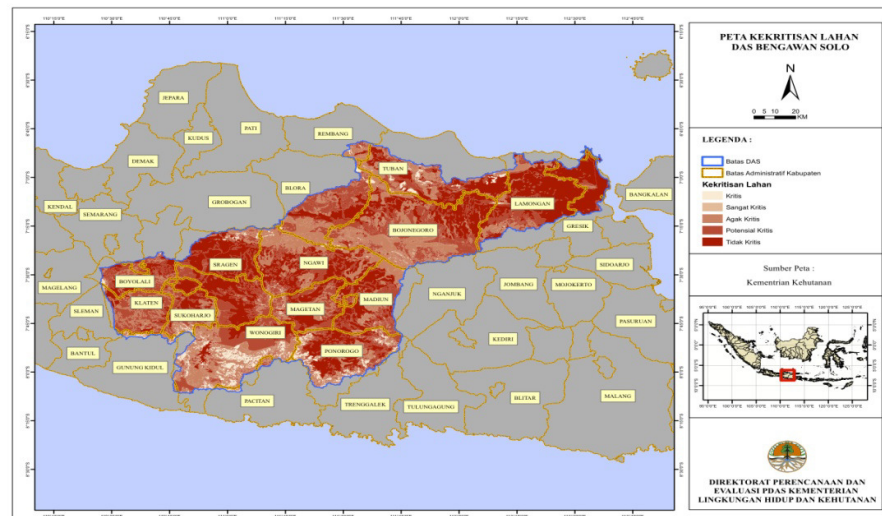 PETA KEKRITISAN LAHAN
DAS BENGAWAN SOLO
N
0 5 10 20
KM
LEGENDA :
Batas DAS
Batas Administratif Kabupaten
Kekritisan Lahan
Kritis
Sangat Kritis
Agak Kritis
Potensial Kritis
Tidak Kritis
Sumber Peta :
Kementrian Kehutanan
DIREKTORAT PERENCANAAN DAN
EVALUASI PDAS KEMENTERIAN
LINGKUNGAN HIDUP DAN KEHUTANAN
JEPARA
KUDUS
PATI
REMBANG
DEMAK
TUBAN
BLORA
GROBOGAN
KENDAL
SEMARANG
LAMONGAN
BANGKALAN
GRESIK
BOJONEGORO
SRAGEN
NGAWI
SIDOARJO
BOYOLALI
MAGELANG
KLATEN
MADIUN
NGANJUK
JOMBANG
MOJOKERTO
SLEMAN
SUKOHARJO
MAGETAN
PASURUAN
WONOGIRI
KEDIRI
BANTUL
PONOROGO
GUNUNG KIDUL
PACITAN
TRENGGALEK
TULUNGAGUNG
BLITAR
MALANG